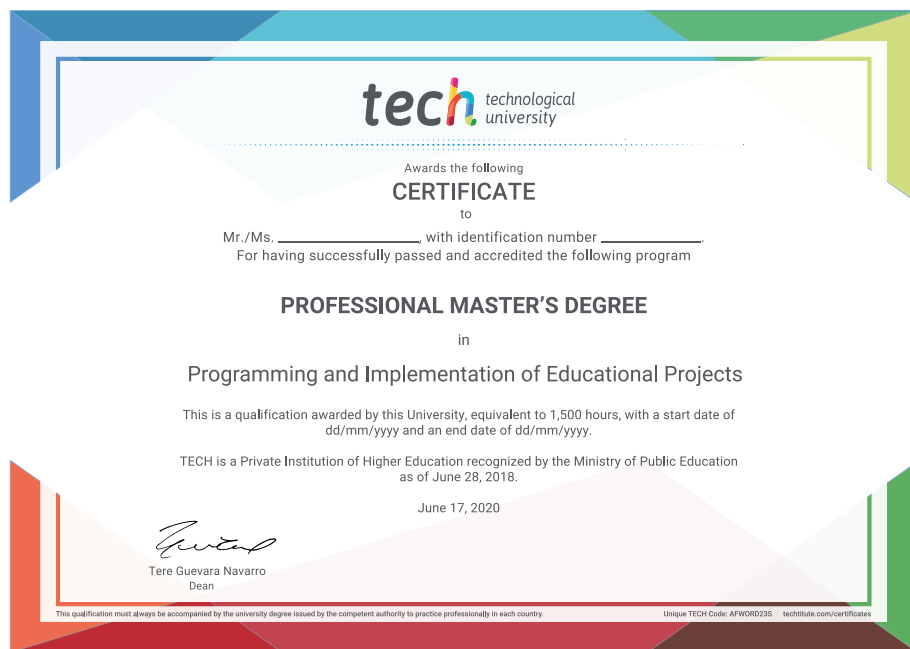 tech technological
university
Awards the following
CERTIFICATE
to
Mr./Ms. ____________________, with identification number ______________.
For having successfully passed and accredited the following program
PROFESSIONAL MASTER'S DEGREE
in
Programming and Implementation of Educational Projects
This is a qualification awarded by this University, equivalent to 1,500 hours, with a start date of
dd/mm/yyyy and an end date of dd/mm/yyyy.
TECH is a Private Institution of Higher Education recognized by the Ministry of Public Education
as of June 28, 2018.
June 17, 2020
Tere Guevara Navarro
Dean
This qualification must always be accompanied by the university degree issued by the competent authority to practice professionally in each country. Unique TECH Code: AFWORD23S techtitute.com/certificates